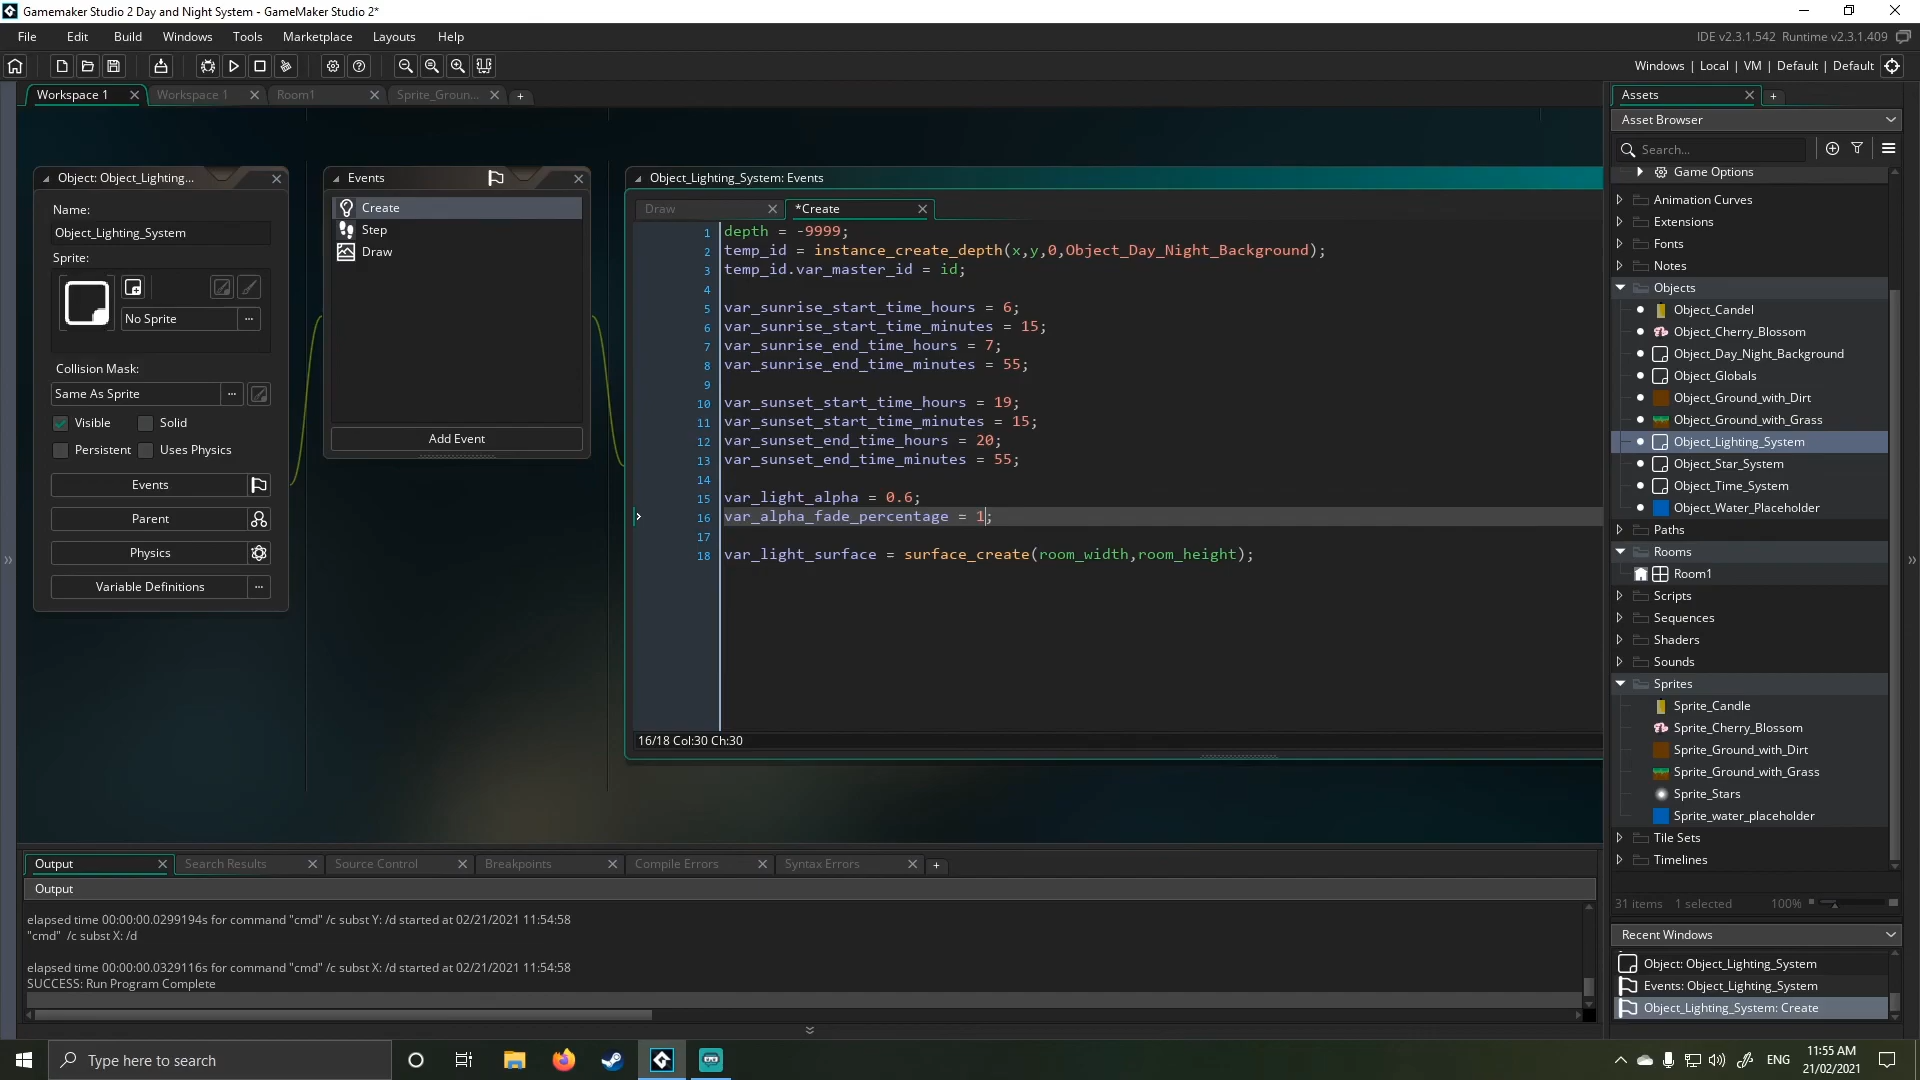 Gamemaker Studio 2 Day and Night System - GameMaker Studio 2*
File Edit Build Windows Tools Marketplace Layouts Help
IDE v2.3.1.542 Runtime v2.3.1.409
Windows | Local | VM | Default | Default
Workspace 1 Workspace 1 Room1 Sprite_Groun...
Object: Object_Lighting...
Name:
Object_Lighting_System
Sprite:
No Sprite
Collision Mask:
Same As Sprite
Visible Solid
Persistent Uses Physics
Events
Parent
Physics
Variable Definitions
Events
Create
Step
Draw
Add Event
Object_Lighting_System: Events
Draw *Create
1 depth = -9999;
2 temp_id = instance_create_depth(x,y,0,Object_Day_Night_Background);
3 temp_id.var_master_id = id;
4
5 var_sunrise_start_time_hours = 6;
6 var_sunrise_start_time_minutes = 15;
7 var_sunrise_end_time_hours = 7;
8 var_sunrise_end_time_minutes = 55;
9
10 var_sunset_start_time_hours = 19;
11 var_sunset_start_time_minutes = 15;
12 var_sunset_end_time_hours = 20;
13 var_sunset_end_time_minutes = 55;
14
15 var_light_alpha = 0.6;
16 var_alpha_fade_percentage = 1;
17
18 var_light_surface = surface_create(room_width,room_height);
16/18 Col:30 Ch:30
Output Search Results Source Control Breakpoints Compile Errors Syntax Errors
Output
elapsed time 00:00:00.0299194s for command "cmd" /c subst Y: /d started at 02/21/2021 11:54:58
"cmd" /c subst X: /d
elapsed time 00:00:00.0329116s for command "cmd" /c subst X: /d started at 02/21/2021 11:54:58
SUCCESS: Run Program Complete
Assets
Asset Browser
Search...
Game Options
Animation Curves
Extensions
Fonts
Notes
Objects
Object_Candel
Object_Cherry_Blossom
Object_Day_Night_Background
Object_Globals
Object_Ground_with_Dirt
Object_Ground_with_Grass
Object_Lighting_System
Object_Star_System
Object_Time_System
Object_Water_Placeholder
Paths
Rooms
Room1
Scripts
Sequences
Shaders
Sounds
Sprites
Sprite_Candle
Sprite_Cherry_Blossom
Sprite_Ground_with_Dirt
Sprite_Ground_with_Grass
Sprite_Stars
Sprite_water_placeholder
Tile Sets
Timelines
31 items 1 selected 100%
Recent Windows
Object: Object_Lighting_System
Events: Object_Lighting_System
Object_Lighting_System: Create
Type here to search
ENG
11:55 AM
21/02/2021